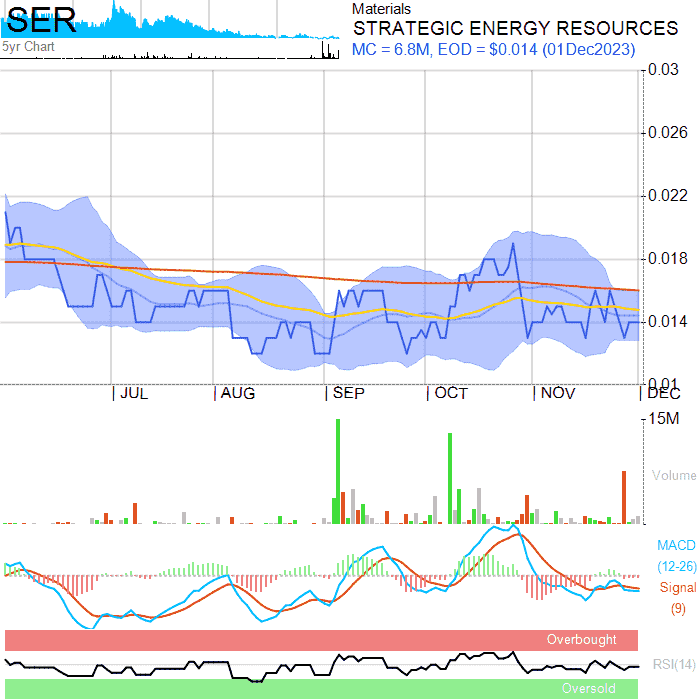 SER
5yr Chart
Materials
STRATEGIC ENERGY RESOURCES
MC = 6.8M, EOD = $0.014 (01Dec2023)
0.03
0.026
0.022
0.018
0.014
0.01
JUL AUG SEP OCT NOV DEC
15M
Volume
MACD
(12-26)
Signal
(9)
Overbought
RSI(14)
Oversold